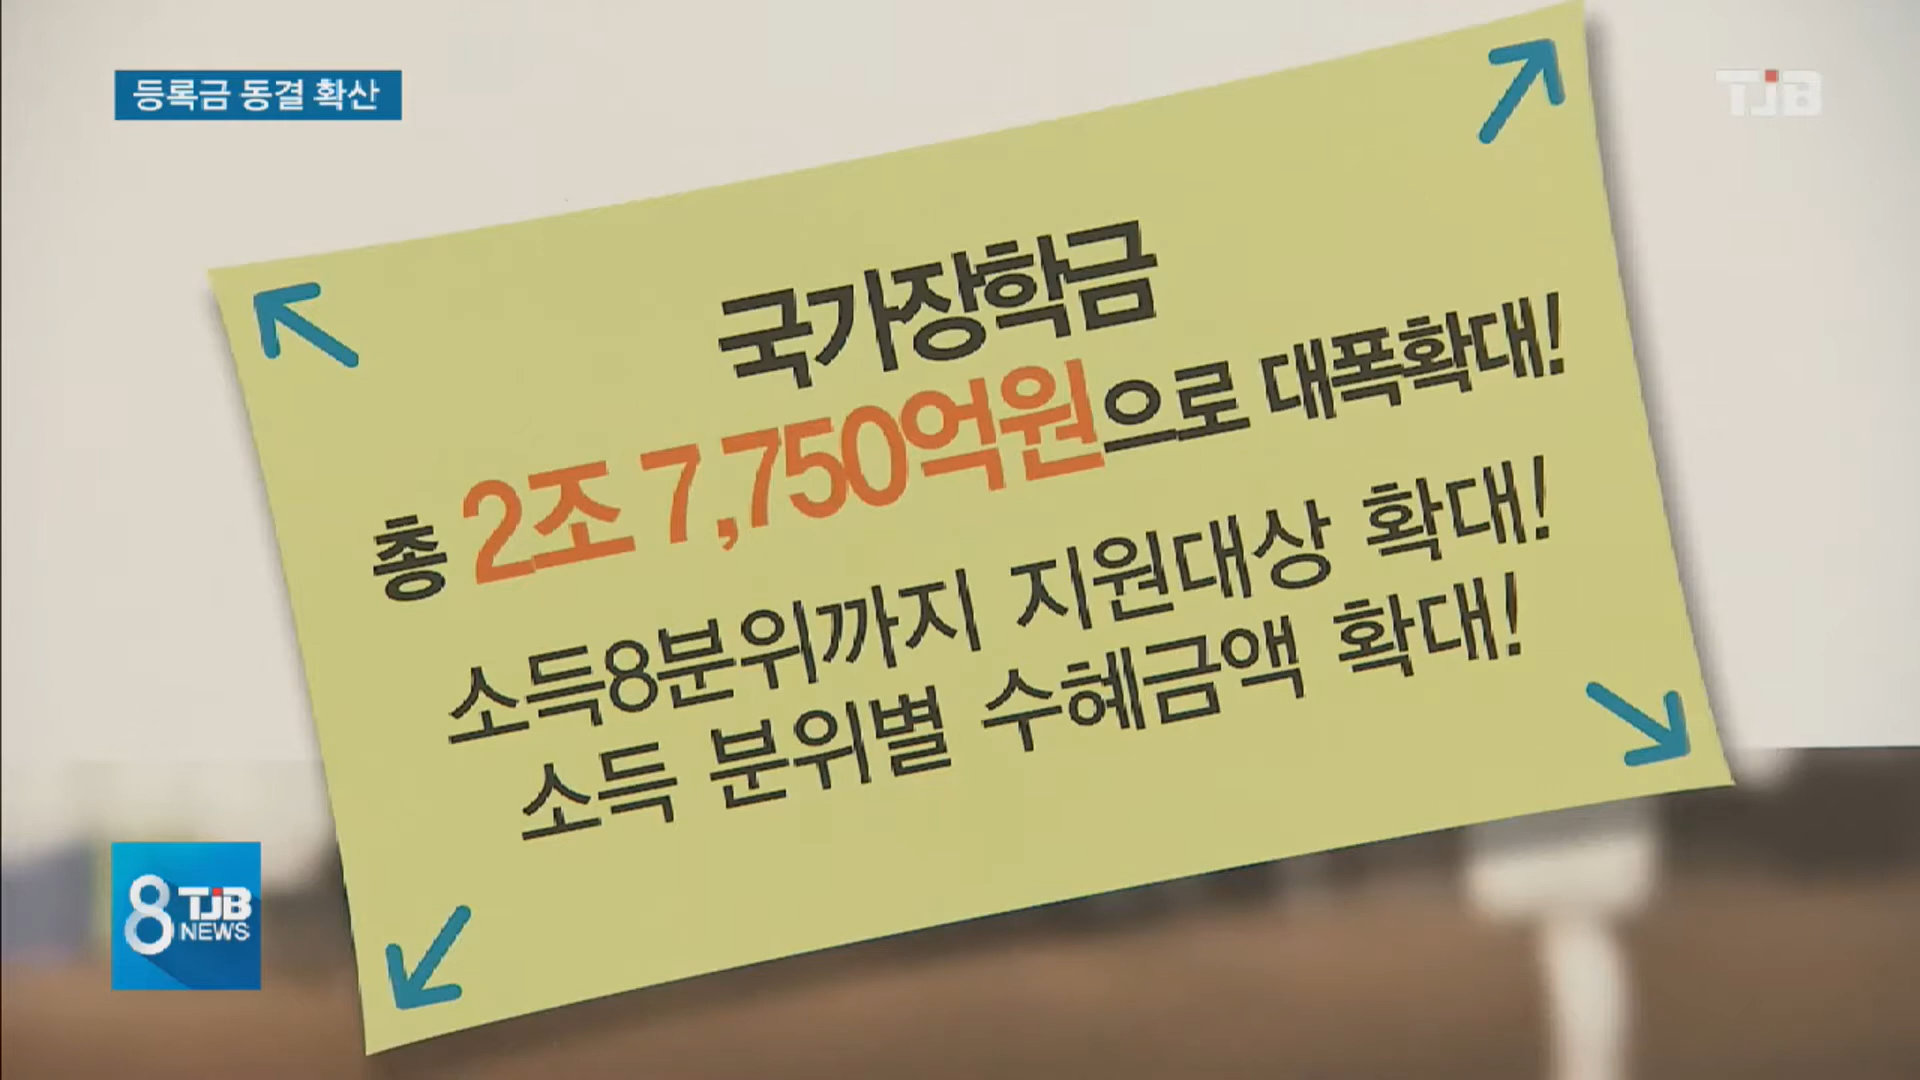 등록금 동결 확산
TJB
국가장학금
총 2조 7,750억원으로 대폭확대!
소득8분위까지 지원대상 확대!
소득 분위별 수혜금액 확대!
8 TJB NEWS